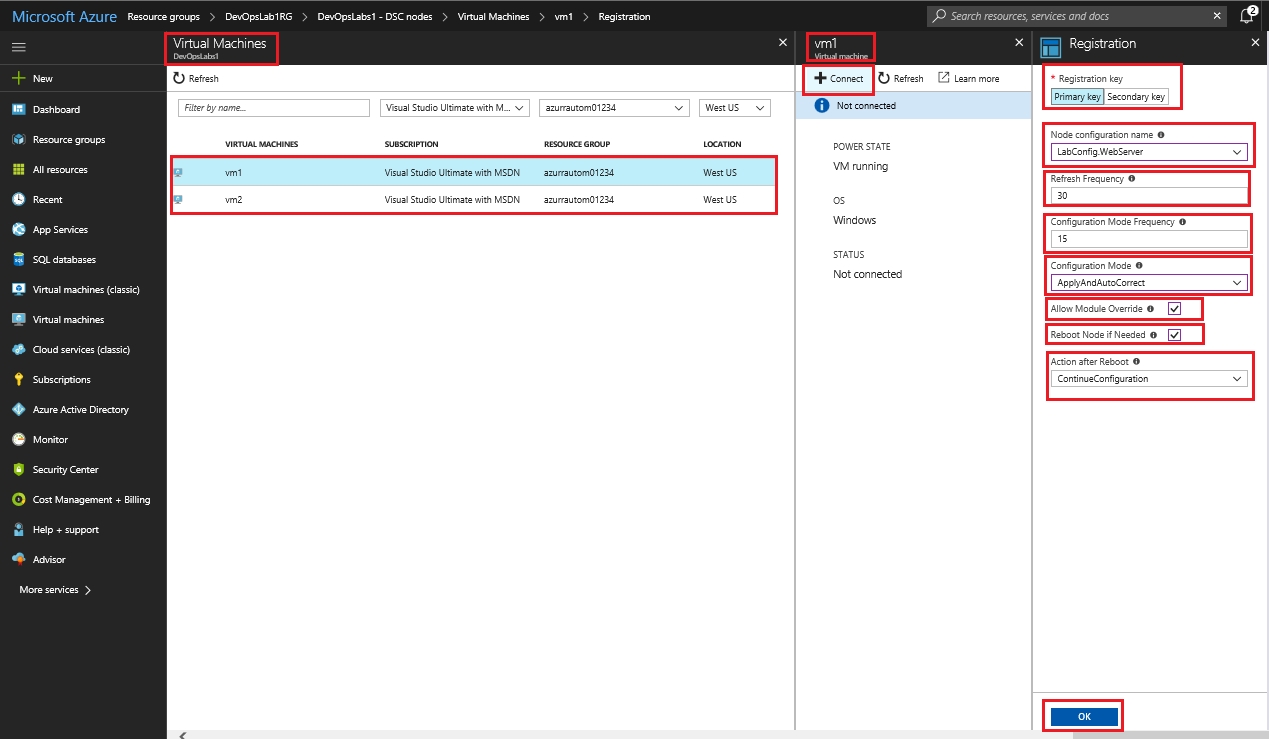 Microsoft Azure Resource groups > DevOpsLab1RG > DevOpsLabs1 - DSC nodes > Virtual Machines > vm1 > Registration
Search resources, services and docs
2
New
Dashboard
Resource groups
All resources
Recent
App Services
SQL databases
Virtual machines (classic)
Virtual machines
Cloud services (classic)
Subscriptions
Azure Active Directory
Monitor
Security Center
Cost Management + Billing
Help + support
Advisor
More services >
Virtual Machines
DevOpsLabs1
Refresh
Filter by name...
Visual Studio Ultimate with M...
azurrautom01234
West US
VIRTUAL MACHINES SUBSCRIPTION RESOURCE GROUP LOCATION
vm1 Visual Studio Ultimate with MSDN azurrautom01234 West US
vm2 Visual Studio Ultimate with MSDN azurrautom01234 West US
vm1
Virtual machine
Connect Refresh Learn more
Not connected
POWER STATE
VM running
OS
Windows
STATUS
Not connected
Registration
* Registration key
Primary key Secondary key
Node configuration name
LabConfig.WebServer
Refresh Frequency
30
Configuration Mode Frequency
15
Configuration Mode
ApplyAndAutoCorrect
Allow Module Override
Reboot Node if Needed
Action after Reboot
ContinueConfiguration
OK